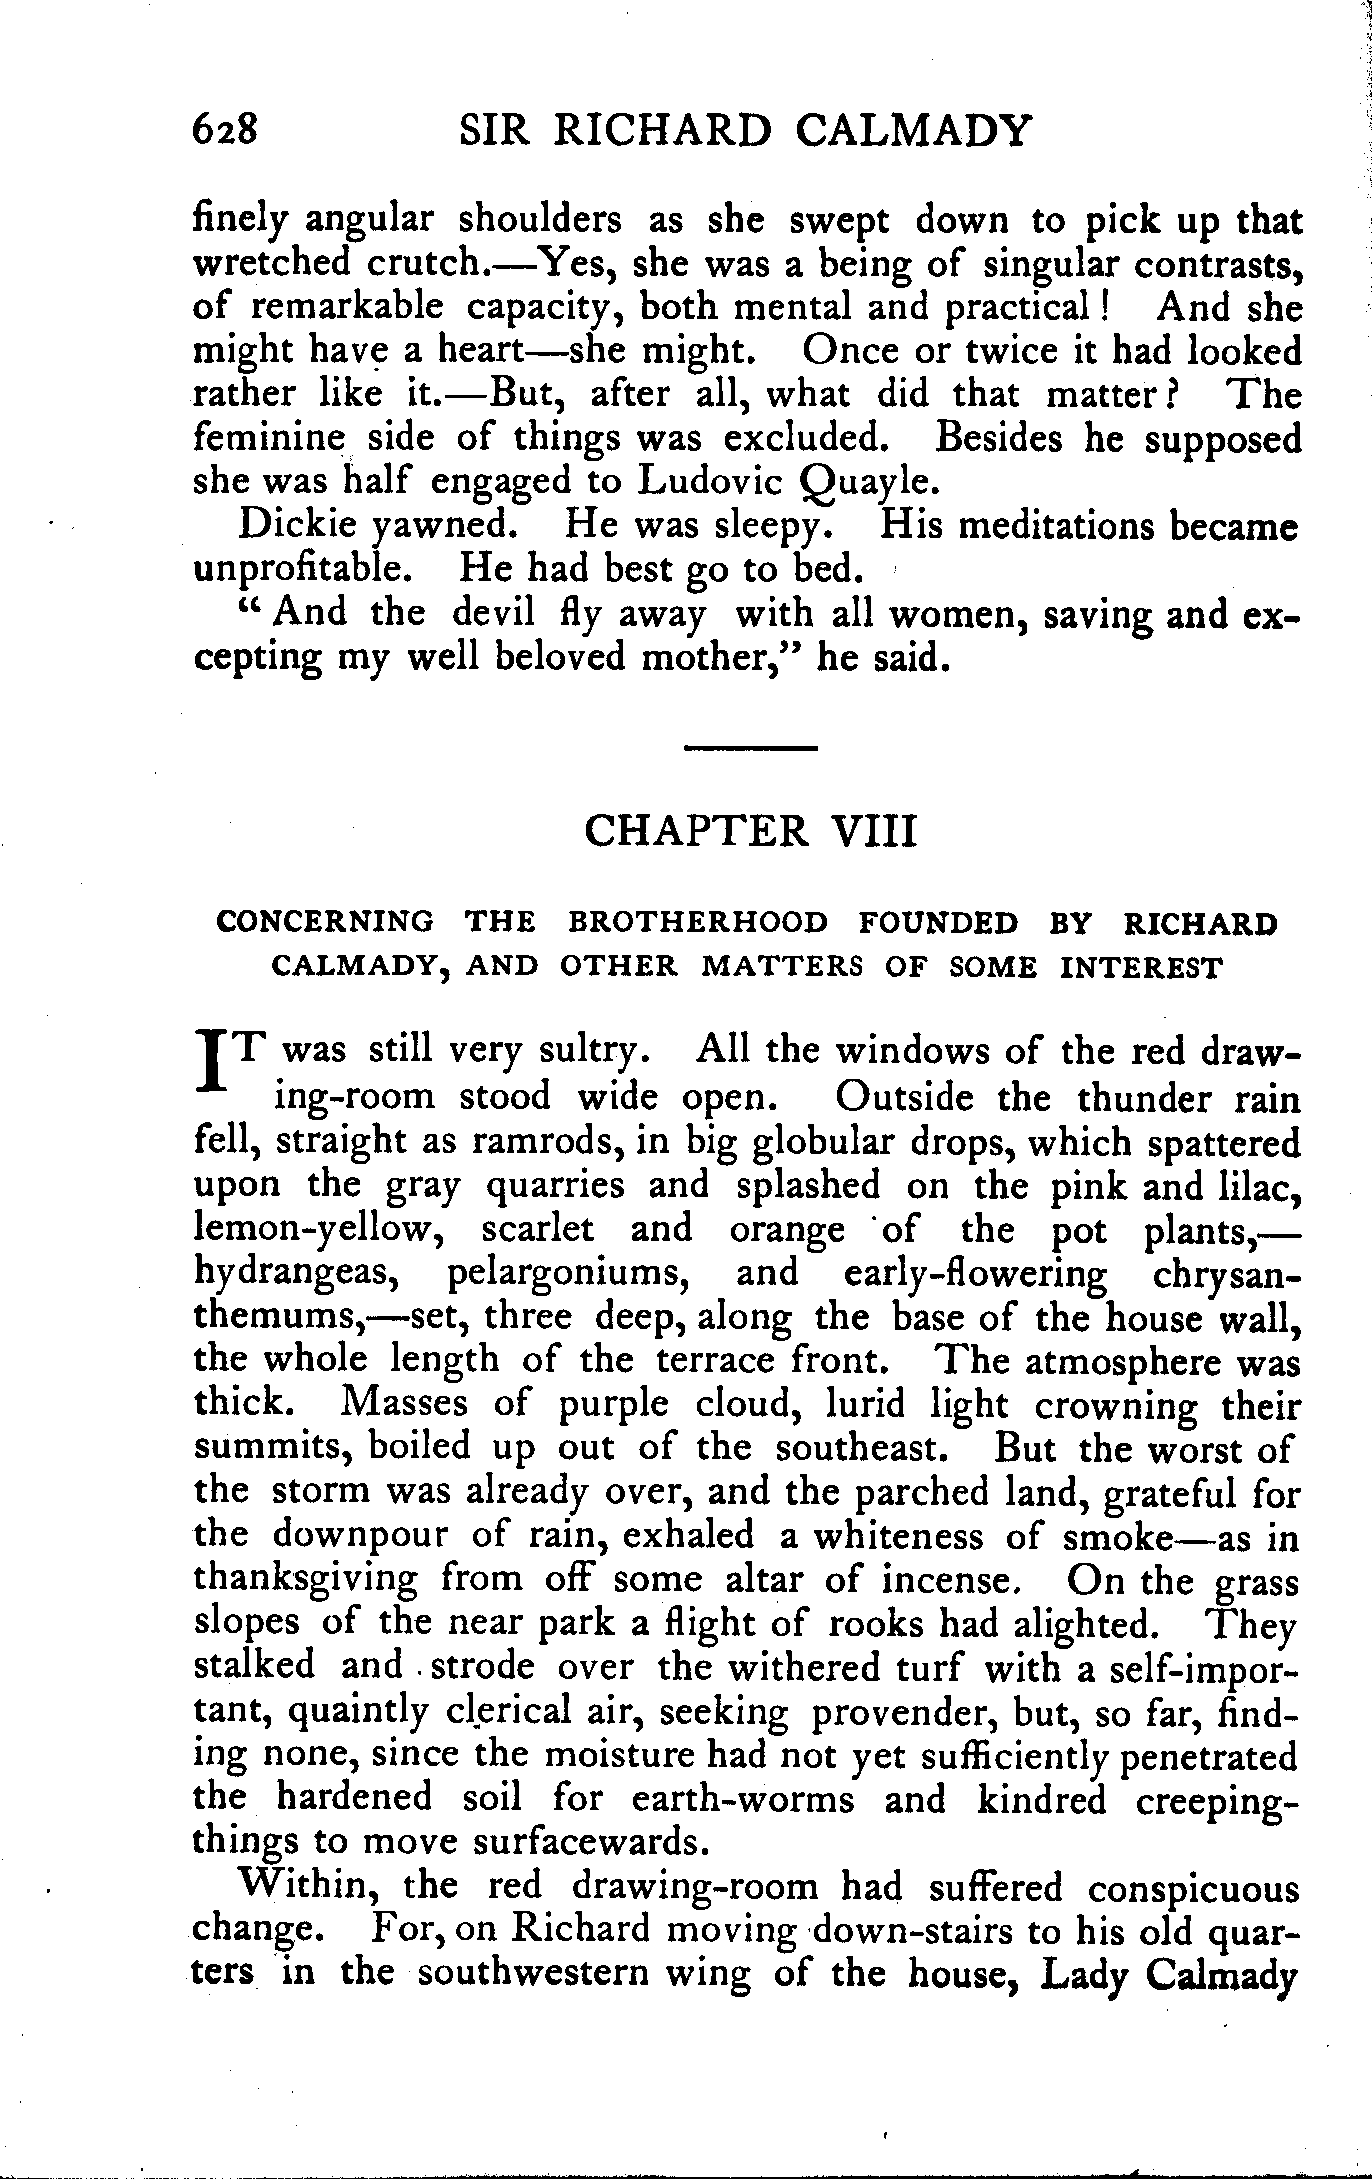 628 SIR RICHARD CALMADY
finely angular shoulders as she swept down to pick up that
wretched crutch.—Yes, she was a being of singular contrasts,
of remarkable capacity, both mental and practical! And she
might have a heart—she might. Once or twice it had looked
rather like it.—But, after all, what did that matter? The
feminine side of things was excluded. Besides he supposed
she was half engaged to Ludovic Quayle.
Dickie yawned. He was sleepy. His meditations became
unprofitable. He had best go to bed.
“And the devil fly away with all women, saving and ex-
cepting my well beloved mother,” he said.
CHAPTER VIII
CONCERNING THE BROTHERHOOD FOUNDED BY RICHARD
CALMADY, AND OTHER MATTERS OF SOME INTEREST
IT was still very sultry. All the windows of the red draw-
ing-room stood wide open. Outside the thunder rain
fell, straight as ramrods, in big globular drops, which spattered
upon the gray quarries and splashed on the pink and lilac,
lemon-yellow, scarlet and orange of the pot plants,—
hydrangeas, pelargoniums, and early-flowering chrysan-
themums,—set, three deep, along the base of the house wall,
the whole length of the terrace front. The atmosphere was
thick. Masses of purple cloud, lurid light crowning their
summits, boiled up out of the southeast. But the worst of
the storm was already over, and the parched land, grateful for
the downpour of rain, exhaled a whiteness of smoke—as in
thanksgiving from off some altar of incense. On the grass
slopes of the near park a flight of rooks had alighted. They
stalked and strode over the withered turf with a self-impor-
tant, quaintly clerical air, seeking provender, but, so far, find-
ing none, since the moisture had not yet sufficiently penetrated
the hardened soil for earth-worms and kindred creeping-
things to move surfacewards.
Within, the red drawing-room had suffered conspicuous
change. For, on Richard moving down-stairs to his old quar-
ters in the southwestern wing of the house, Lady Calmady